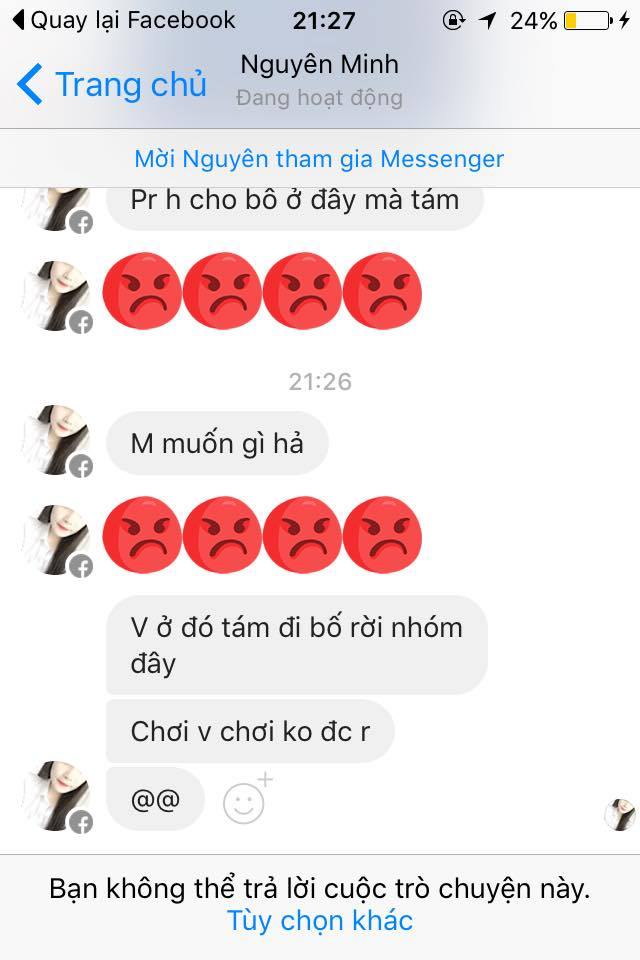 Quay lại Facebook
21:27
24%
Trang chủ
Nguyên Minh
Đang hoạt động
Mời Nguyên tham gia Messenger
Pr h cho bô ở đây mà tám
21:26
M muốn gì hả
V ở đó tám đi bố rời nhóm
đây
Chơi v chơi ko đc r
@@
Bạn không thể trả lời cuộc trò chuyện này.
Tùy chọn khác